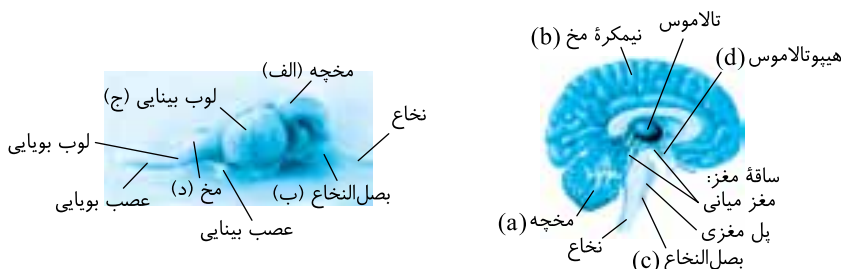 تالاموس
(b) نیمکرهٔ مخ
هیپوتالاموس (d)
ساقهٔ مغز:
مغز میانی
پل مغزی
بصل‌النخاع (c)
نخاع
مخچه (a)
مخچه (الف)
لوب بینایی (ج)
نخاع
لوب بویایی
عصب بویایی
مخ (د)
بصل‌النخاع (ب)
عصب بینایی